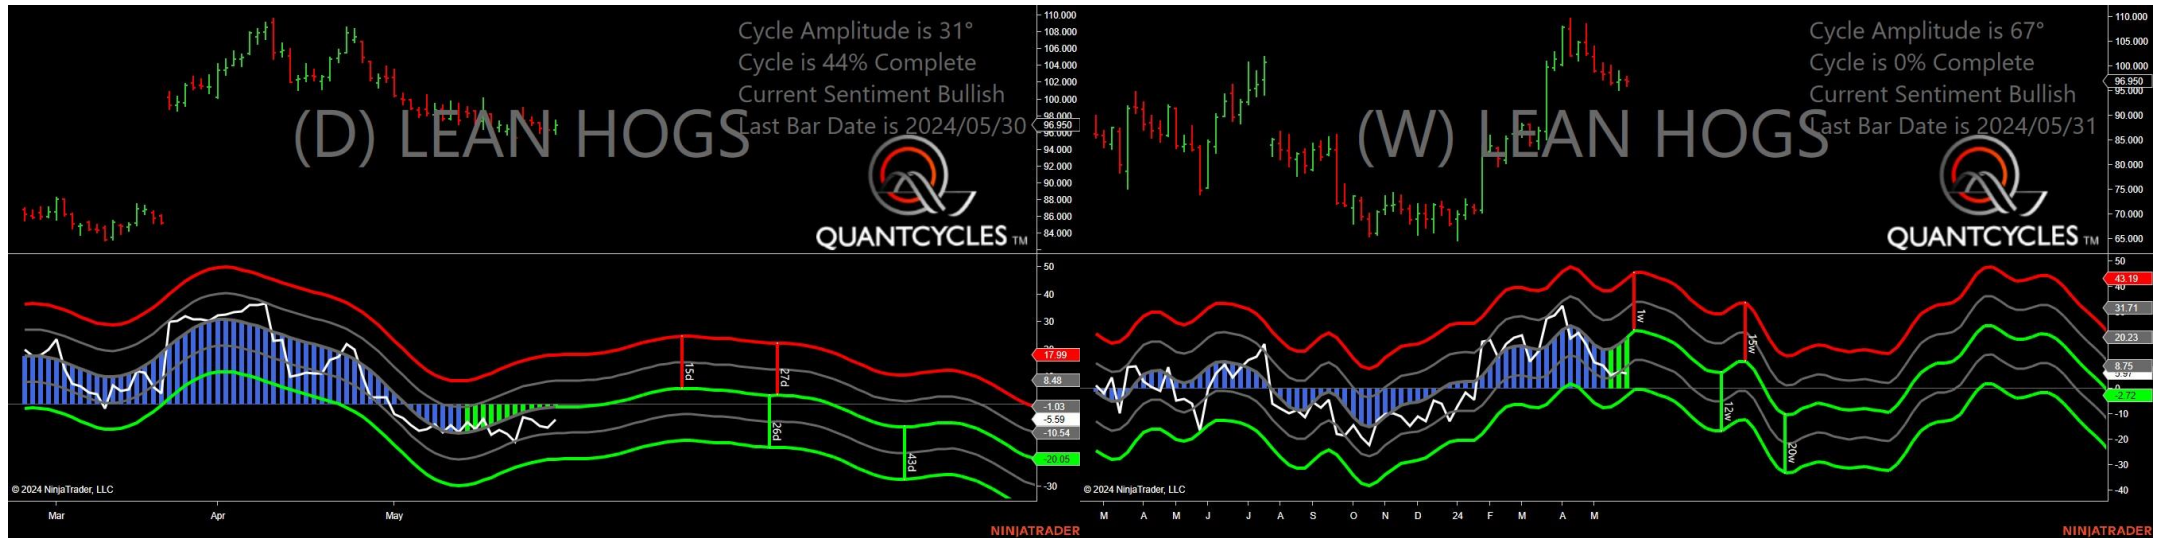 Cycle Amplitude is 31°
Cycle is 44% Complete
Current Sentiment Bullish
Last Bar Date is 2024/05/30
(D) LEAN HOGS
QUANTCYCLES TM
110.000
108.000
106.000
104.000
102.000
100.000
98.000
96.950
96.000
94.000
92.000
90.000
88.000
86.000
84.000
50
40
30
17.99
8.48
-1.03
-5.59
-10.54
-20.05
-30
15d
27d
26d
43d
© 2024 NinjaTrader, LLC
Mar
Apr
May
NINJATRADER
Cycle Amplitude is 67°
Cycle is 0% Complete
Current Sentiment Bullish
Last Bar Date is 2024/05/31
(W) LEAN HOGS
QUANTCYCLES TM
110.000
105.000
100.000
96.950
95.000
90.000
85.000
80.000
75.000
70.000
65.000
50
43.19
40
31.71
20.23
8.75
-2.72
-10
-20
-30
-40
1w
15w
12w
20w
© 2024 NinjaTrader, LLC
M A M J J A S O N D 24 F M A M
NINJATRADER